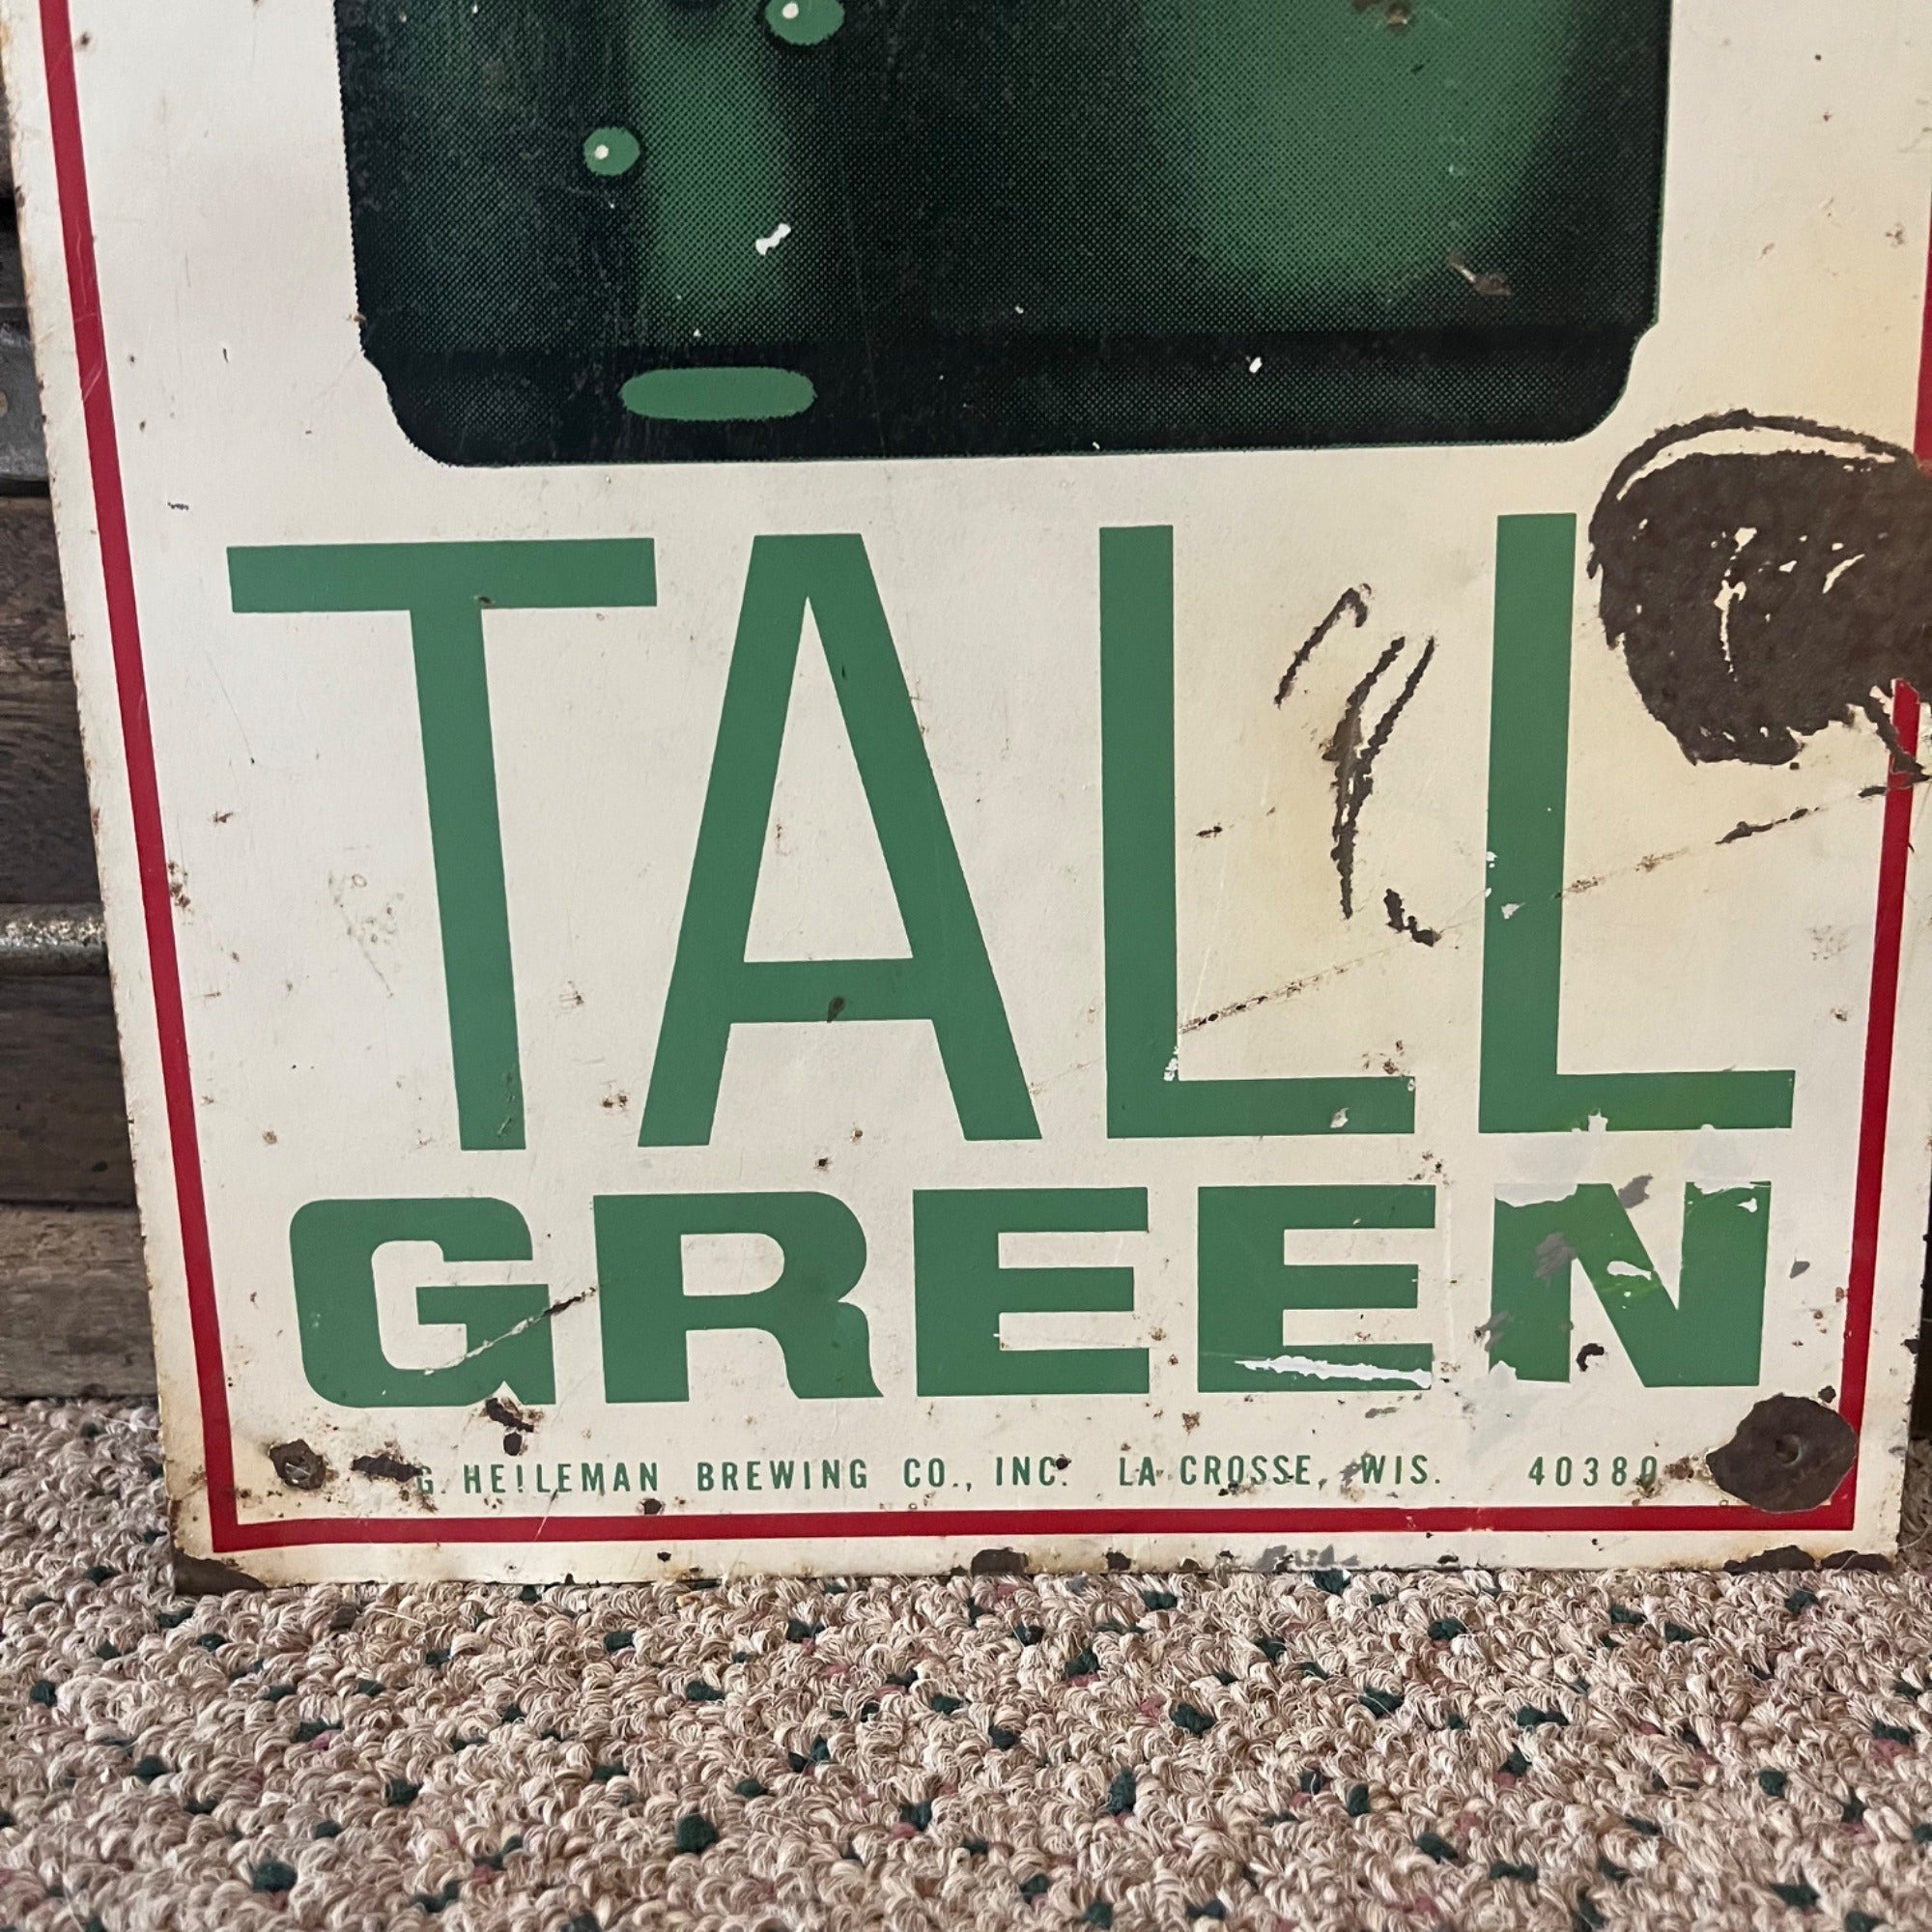 TALL
GREEN
G. HEILEMAN BREWING CO., INC. LA CROSSE, WIS. 40380